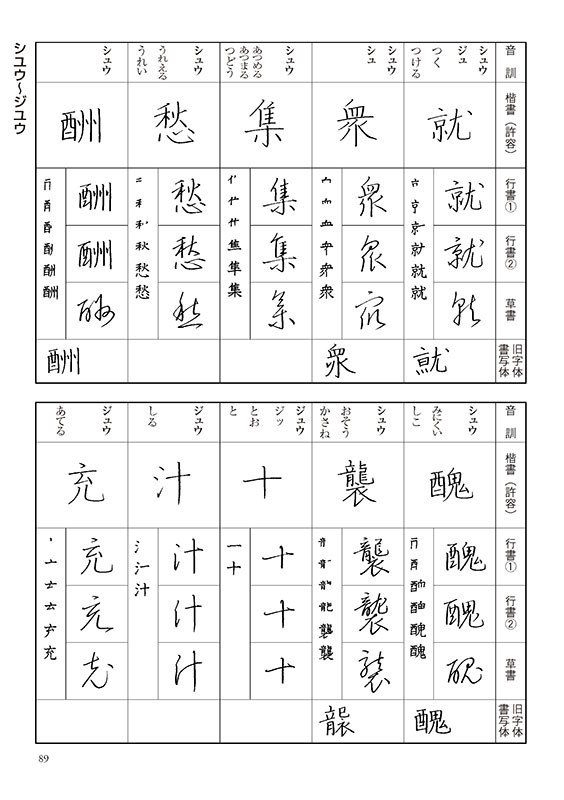 シュウ〜ジュウ
音 訓
楷書(許容)
行書①
行書②
草書
旧字体
書写体
シュウ
ジュ
つく
つける
就
就
就
就
就
シュウ
シュ
衆
衆
衆
衆
衆
シュウ
あつめる
あつまる
つどう
集
集
集
集
シュウ
うれえる
うれい
愁
愁
愁
愁
シュウ
酬
酬
酬
酬
酬
音 訓
楷書(許容)
行書①
行書②
草書
旧字体
書写体
シュウ
みにくい
しこ
醜
醜
醜
醜
醜
シュウ
おそう
かさね
襲
襲
襲
襲
襲
ジュウ
ジッ
とお
と
十
十
十
十
一十
ジュウ
しる
汁
汁
汁
汁
ジュウ
あてる
充
充
充
充
89